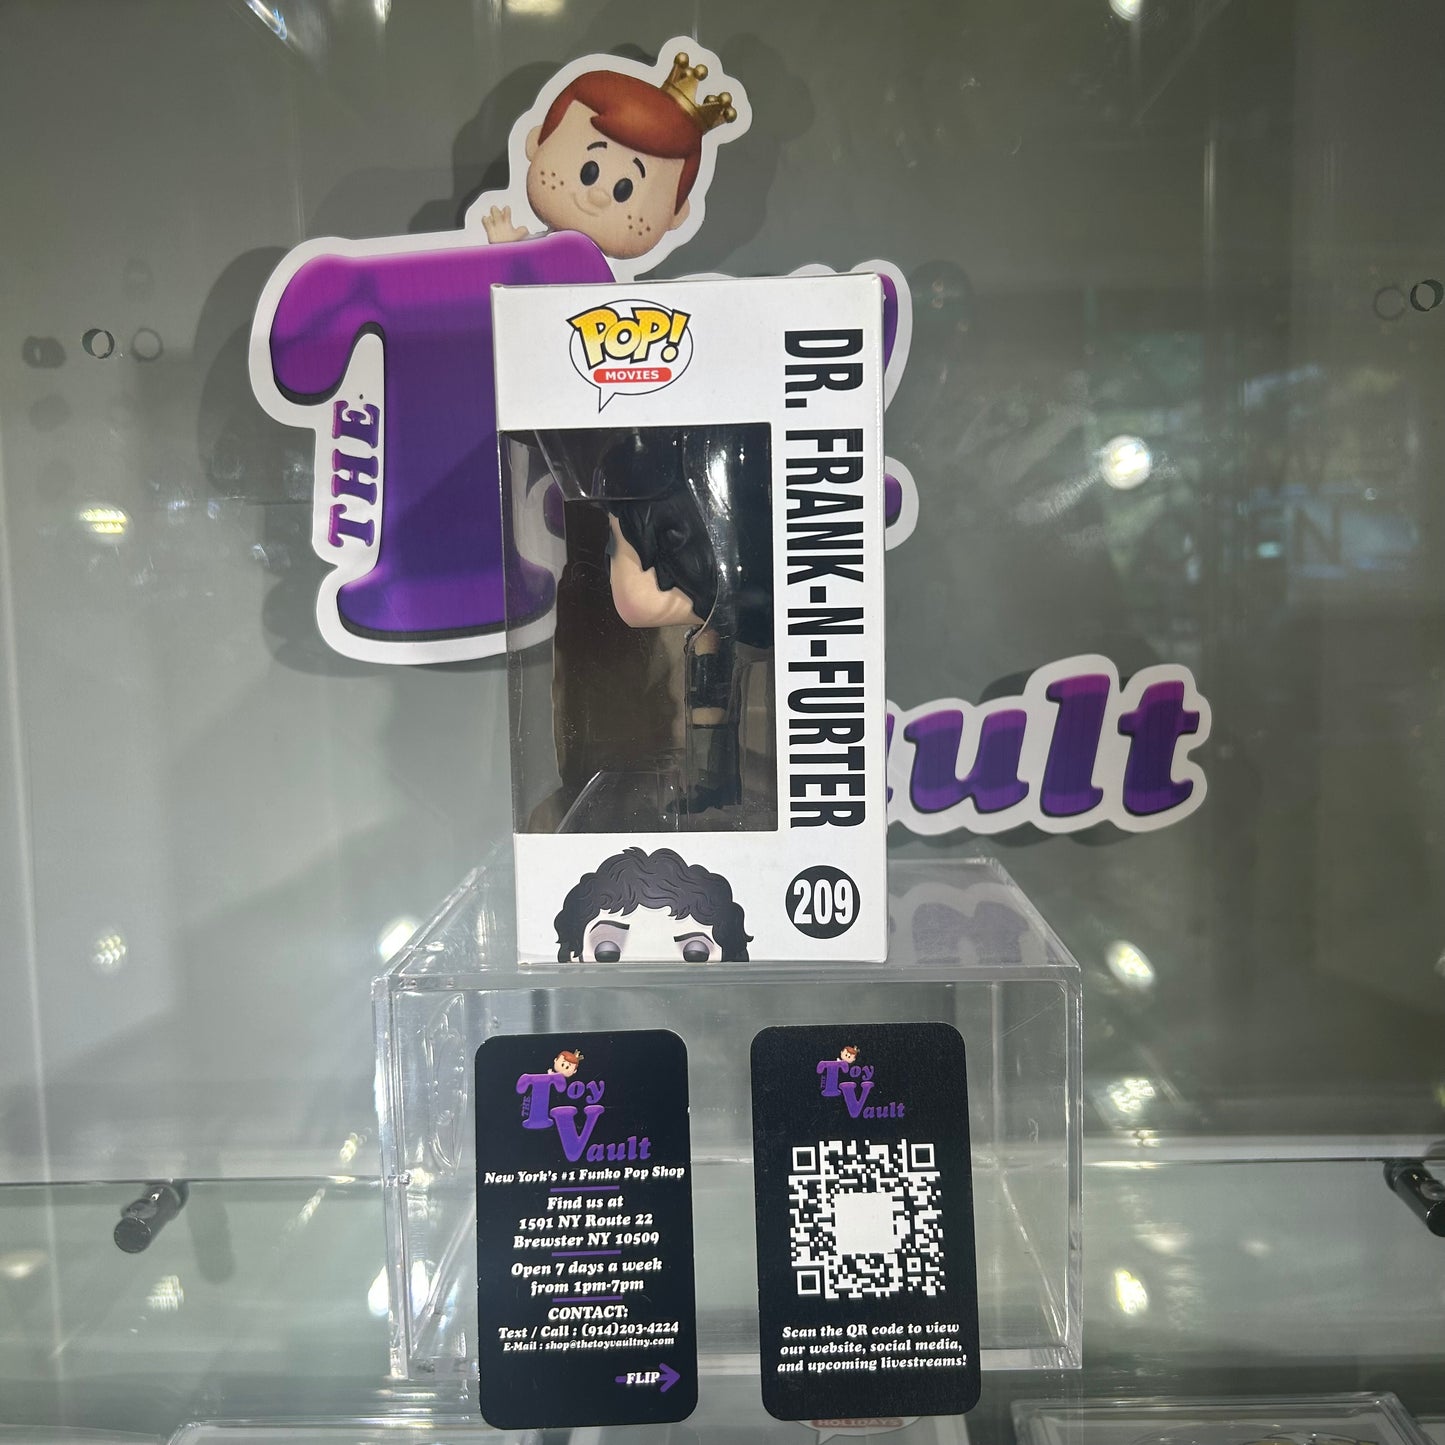 THE
T
POP!
MOVIES
DR. FRANK-N-FURTER
209
ault
THE
Toy
Vault
New York's #1 Funko Pop Shop
Find us at
1591 NY Route 22
Brewster NY 10509
Open 7 days a week
from 1pm-7pm
CONTACT:
Text / Call : (914)203-4224
E-Mail : shop@thetoyvaultny.com
FLIP
THE
Toy
Vault
Scan the QR code to view
our website, social media,
and upcoming livestreams!
HOLIDAYS